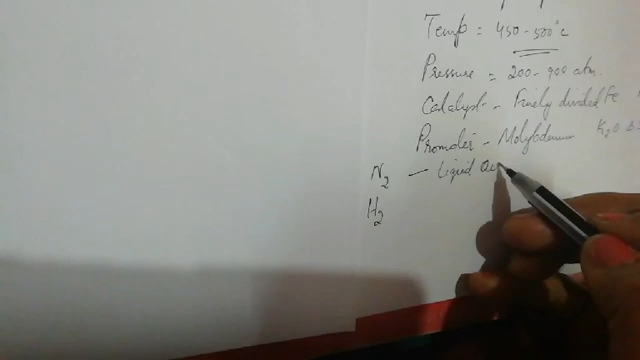 Temp = 450-500°C
Pressure = 200-900 atm.
Catalyst - Finely divided Fe
Promoter - Molybdenum K2O
N2 - Liquid
H2